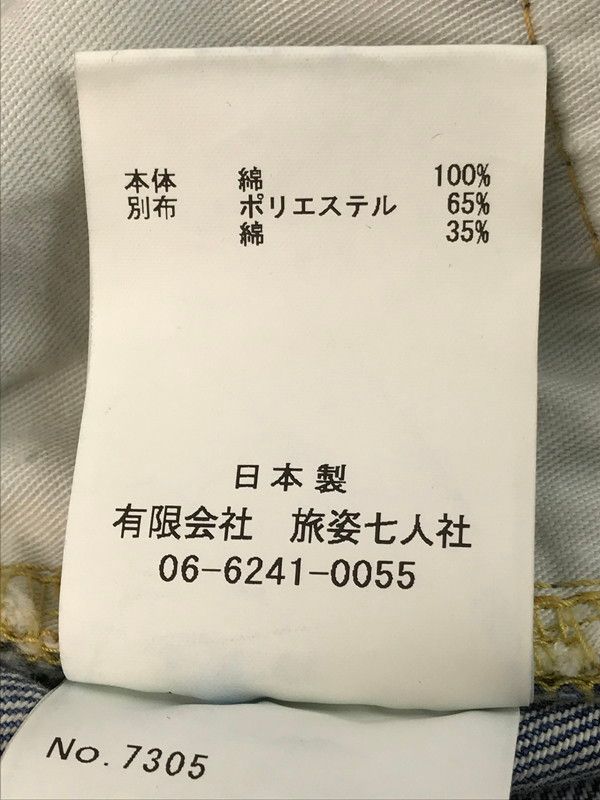 本体 綿 100%
別布 ポリエステル 65%
綿 35%
日本製
有限会社 旅姿七人社
06-6241-0055
No.7305